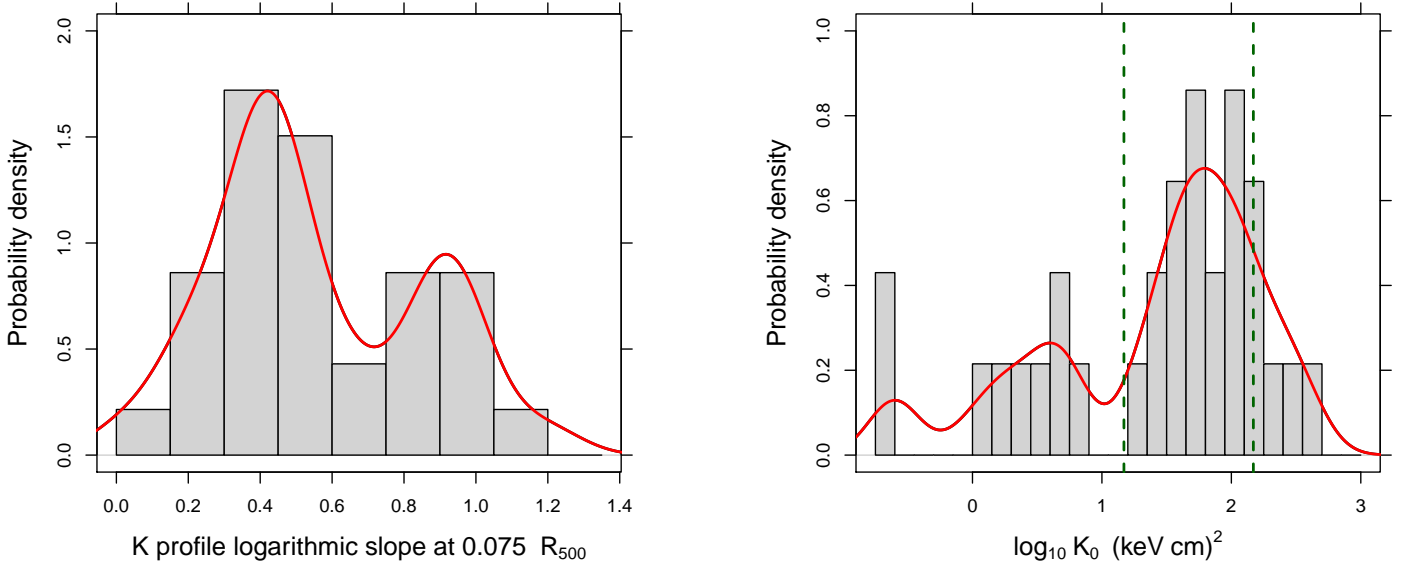 2.0
1.5
1.0
0.5
0.0
Probability density
0.0 0.2 0.4 0.6 0.8 1.0 1.2 1.4
K profile logarithmic slope at 0.075 R₅₀₀
1.0
0.8
0.6
0.4
0.2
0.0
Probability density
0 1 2 3
log₁₀ K₀ (keV cm)²